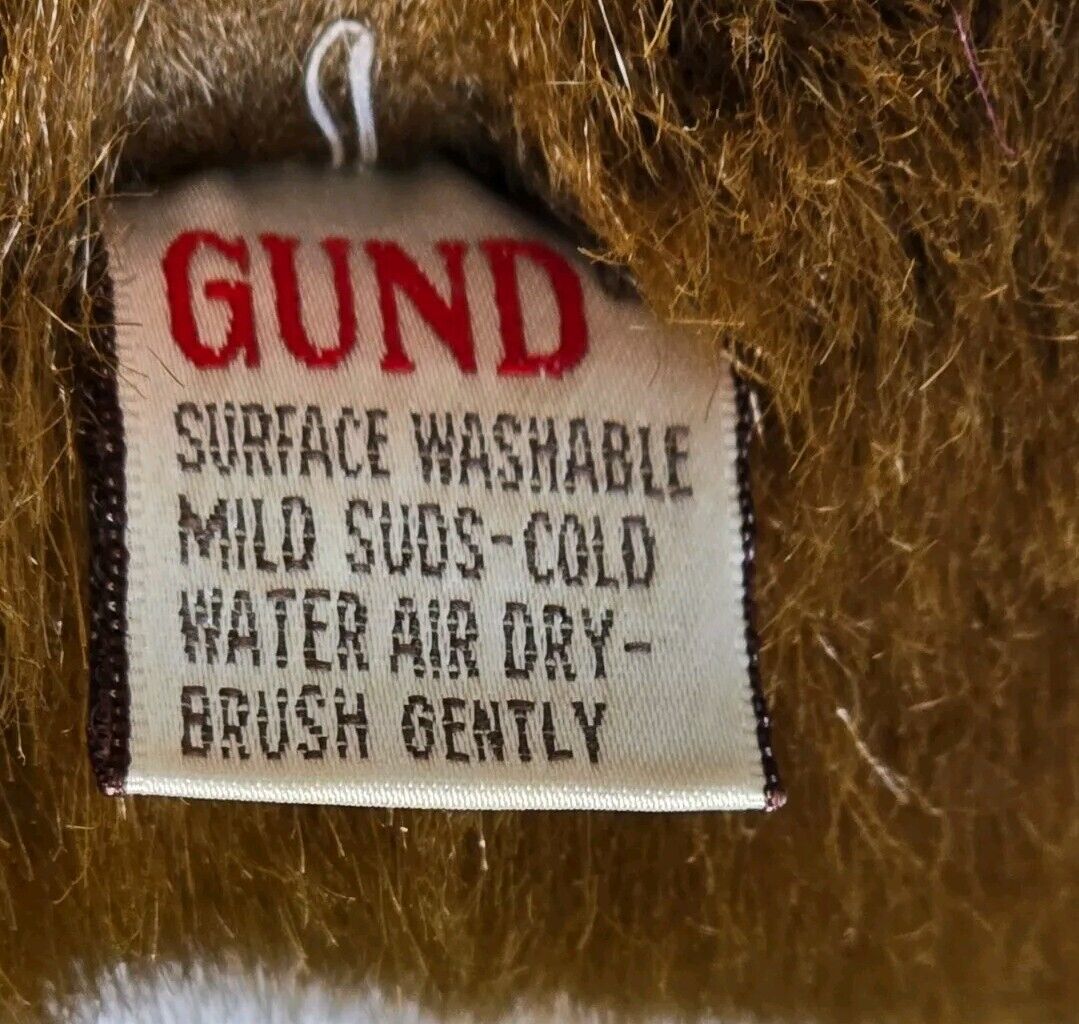 GUND
SURFACE WASHABLE
MILD SUDS-COLD
WATER AIR DRY-
BRUSH GENTLY